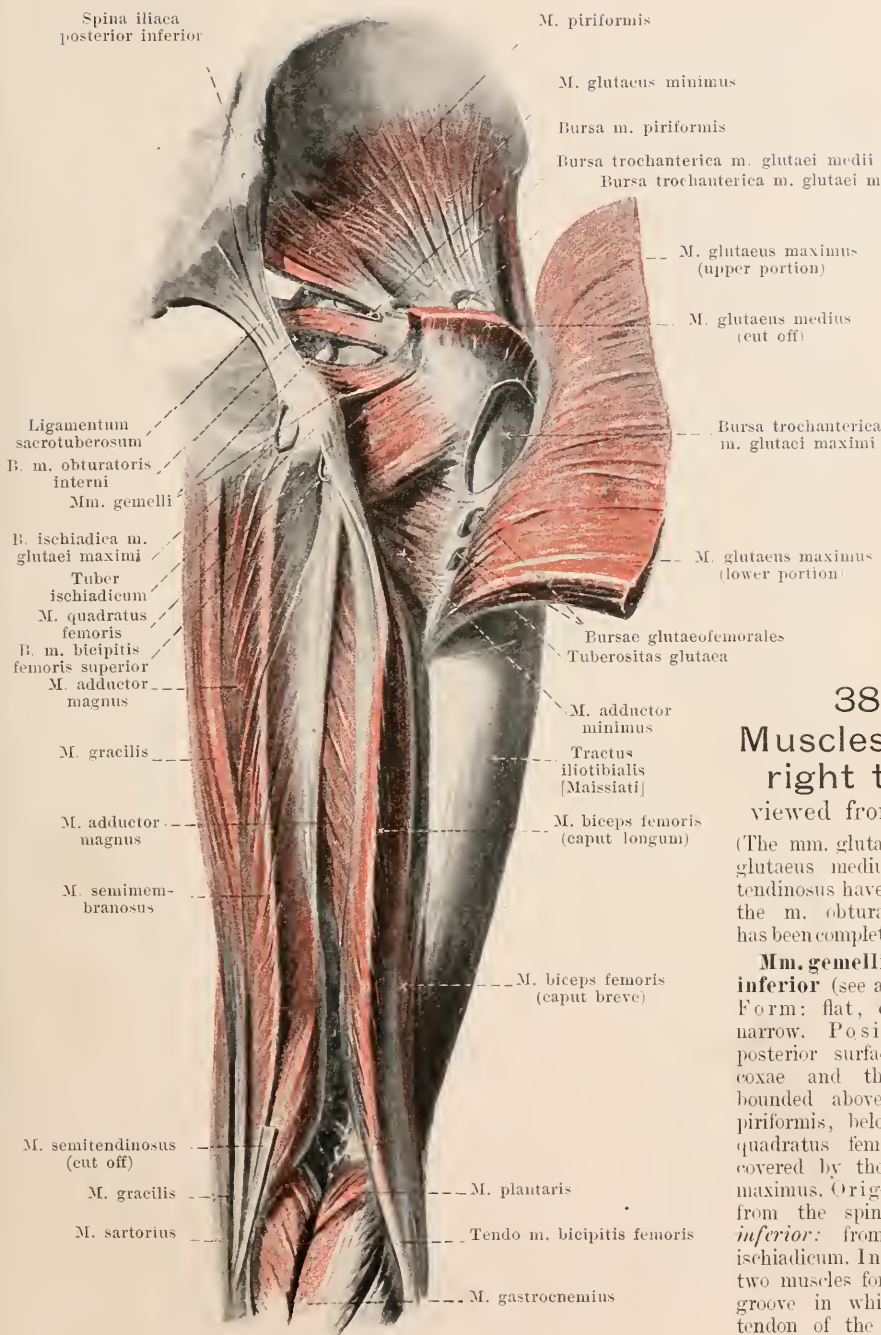 Spina iliaca
posterior inferior
M. piriformis
M. glutaeus minimus
Bursa m. piriformis
Bursa trochanterica m. glutaei medii
Bursa trochanterica m. glutaei m
M. glutaeus maximus
(upper portion)
M. glutaeus medius
(cut off)
Bursa trochanterica
m. glutaei maximi
M. glutaeus maximus
(lower portion)
Bursae glutaeofemorales
Tuberositas glutaea
M. adductor
minimus
Tractus
iliotibialis
[Maissiati]
M. biceps femoris
(caput longum)
M. biceps femoris
(caput breve)
M. plantaris
Tendo m. bicipitis femoris
M. gastrocnemius
Ligamentum
sacrotuberosum
B. m. obturatoris
interni
Mm. gemelli
B. ischiadica m.
glutaei maximi
Tuber
ischiadicum
M. quadratus
femoris
B. m. bicipitis
femoris superior
M. adductor
magnus
M. gracilis
M. adductor
magnus
M. semimem-
branosus
M. semitendinosus
(cut off)
M. gracilis
M. sartorius
38
Muscles
right t
viewed fro
(The mm. gluta
glutaeus mediu
tendinosus have
the m. obtura
has been complet
Mm. gemelli
inferior (see a
Form: flat,
narrow. Posi
posterior surfa
coxae and th
bounded above
piriformis, belo
quadratus fem
covered by the
maximus. Orig
from the spin
inferior: from
ischiadicum. In
two muscles for
groove in whi
tendon of the